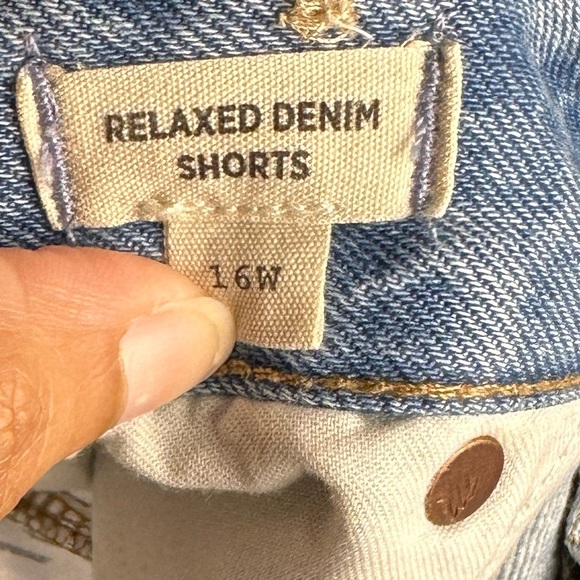 RELAXED DENIM
SHORTS
16W